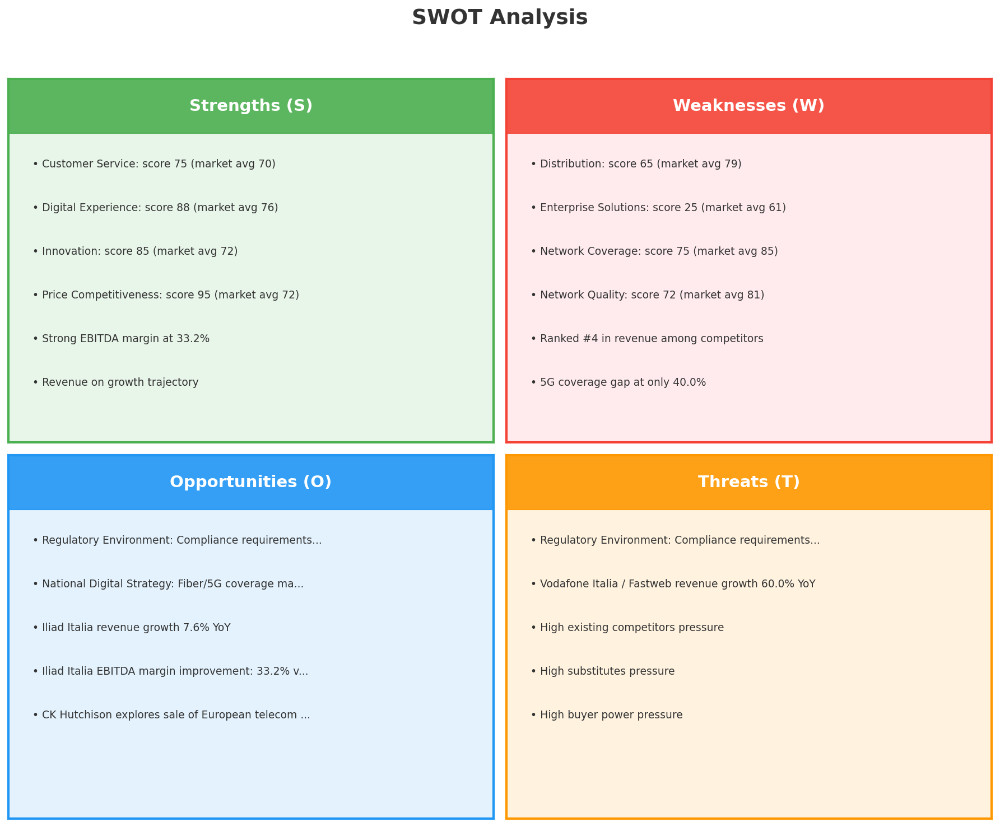 SWOT Analysis
Strengths (S)
• Customer Service: score 75 (market avg 70)
• Digital Experience: score 88 (market avg 76)
• Innovation: score 85 (market avg 72)
• Price Competitiveness: score 95 (market avg 72)
• Strong EBITDA margin at 33.2%
• Revenue on growth trajectory
Weaknesses (W)
• Distribution: score 65 (market avg 79)
• Enterprise Solutions: score 25 (market avg 61)
• Network Coverage: score 75 (market avg 85)
• Network Quality: score 72 (market avg 81)
• Ranked #4 in revenue among competitors
• 5G coverage gap at only 40.0%
Opportunities (O)
• Regulatory Environment: Compliance requirements...
• National Digital Strategy: Fiber/5G coverage ma...
• Iliad Italia revenue growth 7.6% YoY
• Iliad Italia EBITDA margin improvement: 33.2% v...
• CK Hutchison explores sale of European telecom ...
Threats (T)
• Regulatory Environment: Compliance requirements...
• Vodafone Italia / Fastweb revenue growth 60.0% YoY
• High existing competitors pressure
• High substitutes pressure
• High buyer power pressure